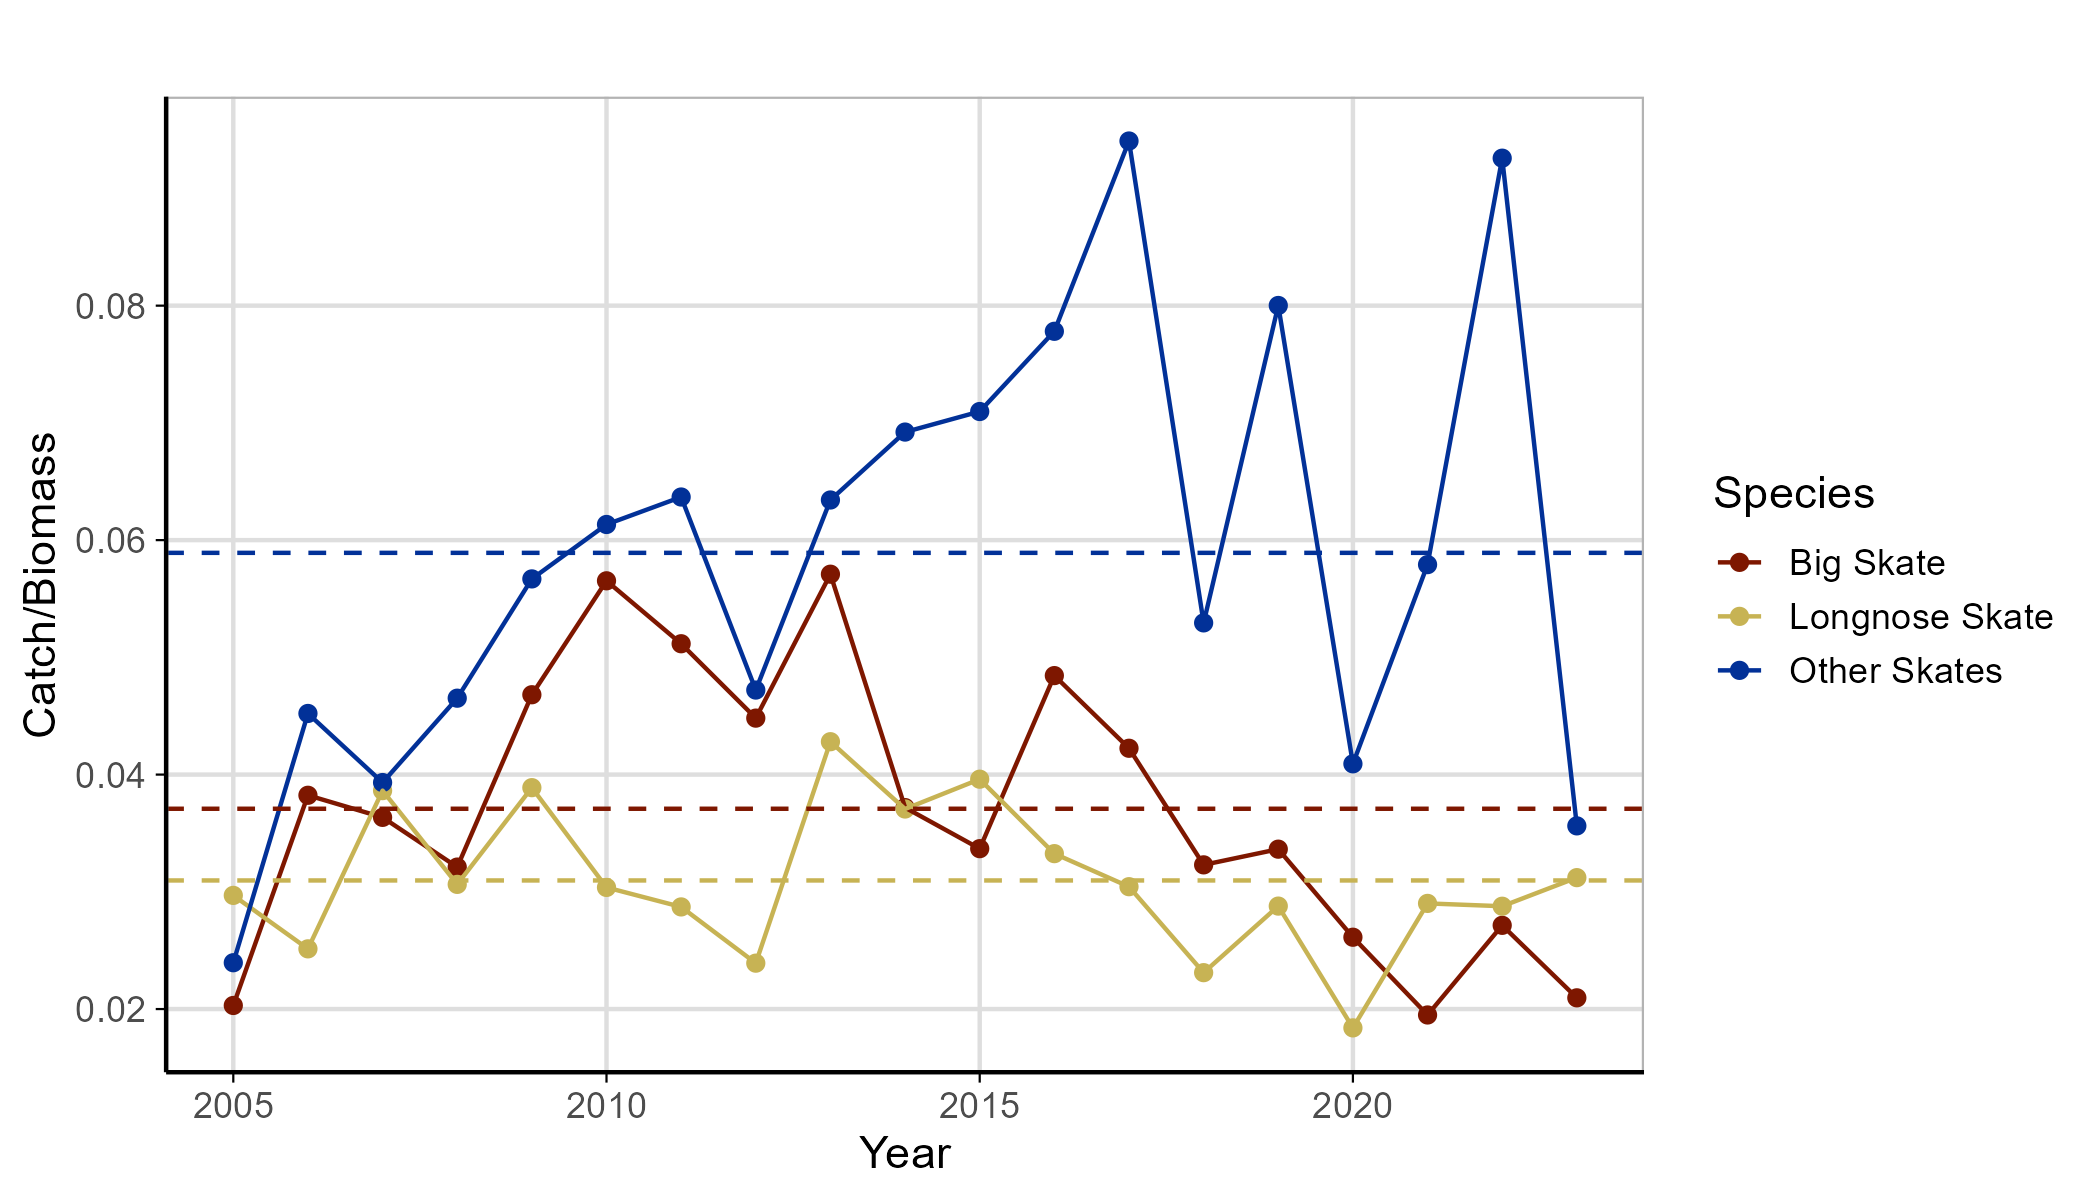 Catch/Biomass
0.08
0.06
0.04
0.02
2005
2010
2015
2020
Year
Species
Big Skate
Longnose Skate
Other Skates